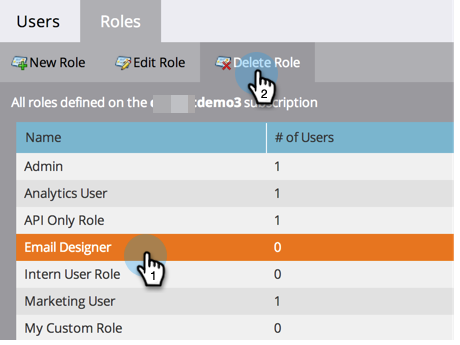 Users Roles
New Role Edit Role Delete Role
2
All roles defined on the demo3 subscription
Name # of Users
Admin 1
Analytics User 1
API Only Role 1
Email Designer 0
1
Intern User Role 0
Marketing User 1
My Custom Role 0